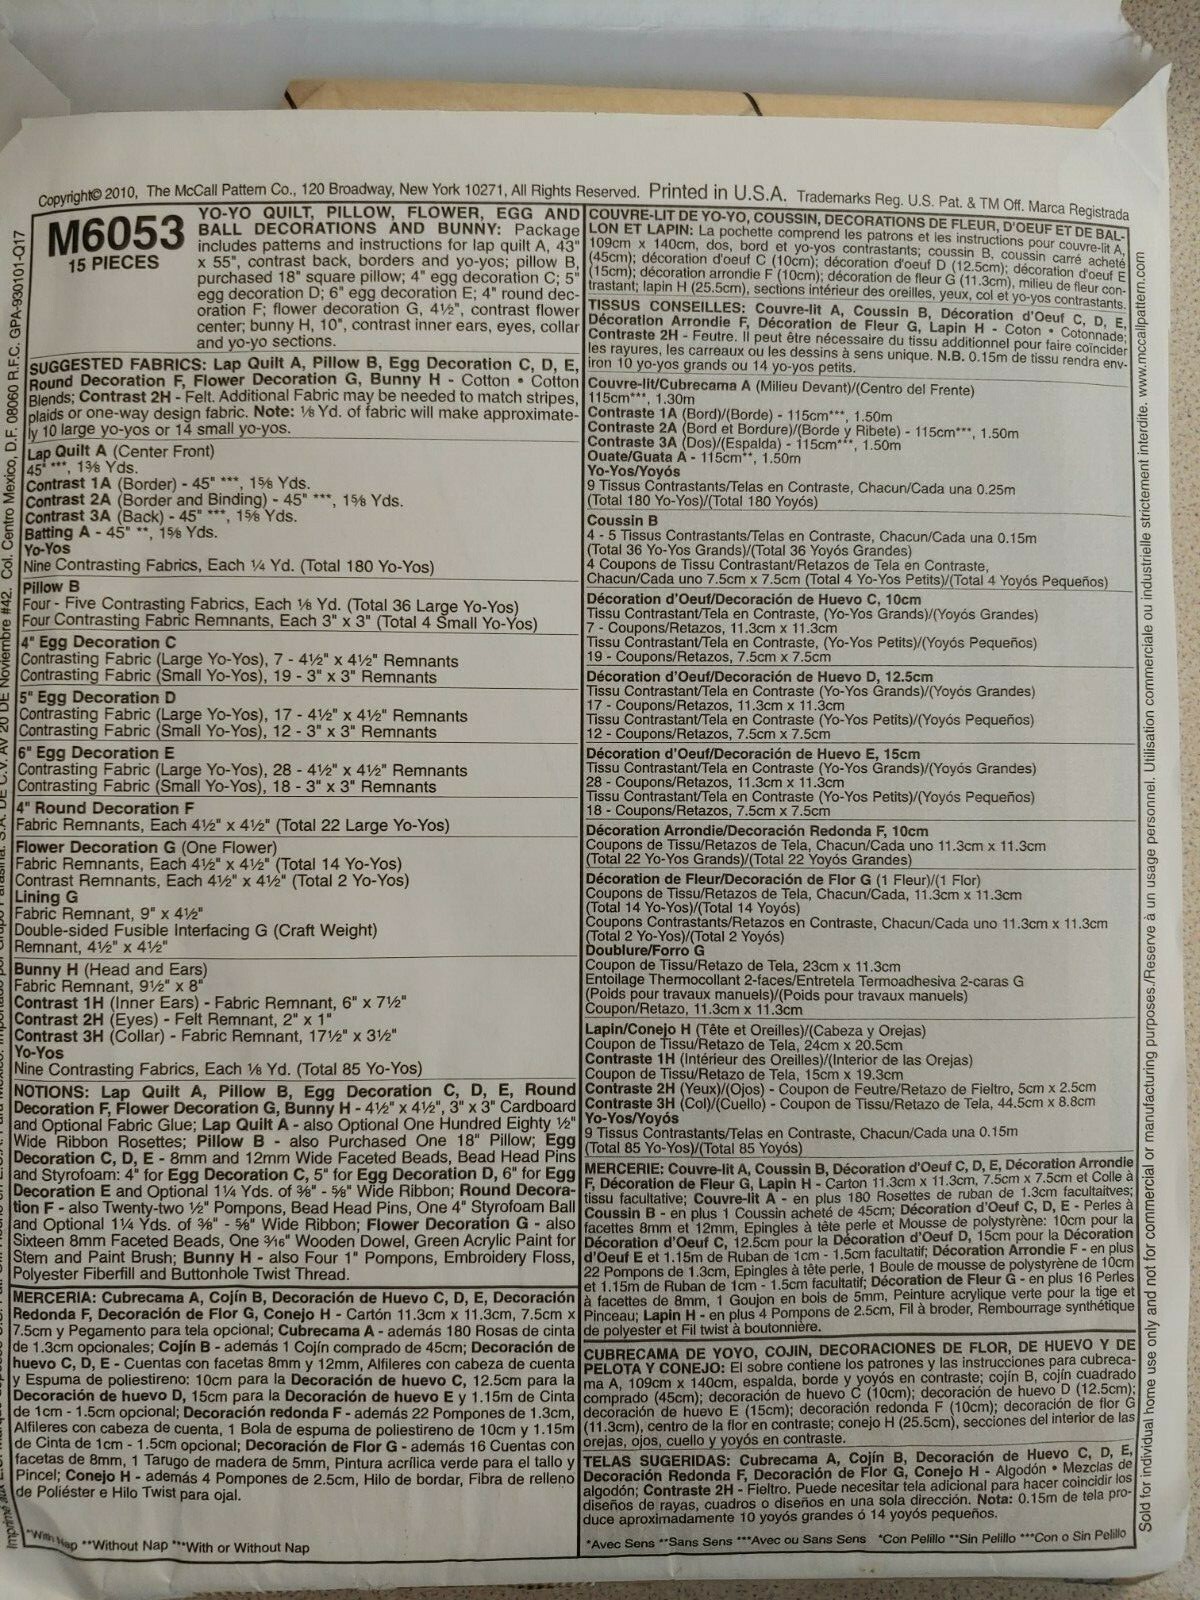 Copyright© 2010, The McCall Pattern Co., 120 Broadway, New York 10271, All Rights Reserved. Printed in U.S.A. Trademarks Reg. U.S. Pat. & TM Off. Marca Registrada
M6053
15 PIECES
YO-YO QUILT, PILLOW, FLOWER, EGG AND
BALL DECORATIONS AND BUNNY: Package
includes patterns and instructions for lap quilt A, 43"
x 55", contrast back, borders and yo-yos; pillow B,
purchased 18" square pillow; 4" egg decoration C; 5"
egg decoration D; 6" egg decoration E; 4" round dec-
oration F; flower decoration G, 4½", contrast flower
center; bunny H, 10", contrast inner ears, eyes, collar
and yo-yo sections.
SUGGESTED FABRICS: Lap Quilt A, Pillow B, Egg Decoration C, D, E,
Round Decoration F, Flower Decoration G, Bunny H - Cotton • Cotton
Blends; Contrast 2H - Felt. Additional Fabric may be needed to match stripes,
plaids or one-way design fabric. Note: ⅛ Yd. of fabric will make approximate-
ly 10 large yo-yos or 14 small yo-yos.
Lap Quilt A (Center Front)
45" ***, 1⅜ Yds.
Contrast 1A (Border) - 45" ***, 1⅝ Yds.
Contrast 2A (Border and Binding) - 45" ***, 1⅝ Yds.
Contrast 3A (Back) - 45" ***, 1⅝ Yds.
Batting A - 45" **, 1⅝ Yds.
Yo-Yos
Nine Contrasting Fabrics, Each ¼ Yd. (Total 180 Yo-Yos)
Pillow B
Four - Five Contrasting Fabrics, Each ⅛ Yd. (Total 36 Large Yo-Yos)
Four Contrasting Fabric Remnants, Each 3" x 3" (Total 4 Small Yo-Yos)
4" Egg Decoration C
Contrasting Fabric (Large Yo-Yos), 7 - 4½" x 4½" Remnants
Contrasting Fabric (Small Yo-Yos), 19 - 3" x 3" Remnants
5" Egg Decoration D
Contrasting Fabric (Large Yo-Yos), 17 - 4½" x 4½" Remnants
Contrasting Fabric (Small Yo-Yos), 12 - 3" x 3" Remnants
6" Egg Decoration E
Contrasting Fabric (Large Yo-Yos), 28 - 4½" x 4½" Remnants
Contrasting Fabric (Small Yo-Yos), 18 - 3" x 3" Remnants
4" Round Decoration F
Fabric Remnants, Each 4½" x 4½" (Total 22 Large Yo-Yos)
Flower Decoration G (One Flower)
Fabric Remnants, Each 4½" x 4½" (Total 14 Yo-Yos)
Contrast Remnants, Each 4½" x 4½" (Total 2 Yo-Yos)
Lining G
Fabric Remnant, 9" x 4½"
Double-sided Fusible Interfacing G (Craft Weight)
Remnant, 4½" x 4½"
Bunny H (Head and Ears)
Fabric Remnant, 9½" x 8"
Contrast 1H (Inner Ears) - Fabric Remnant, 6" x 7½"
Contrast 2H (Eyes) - Felt Remnant, 2" x 1"
Contrast 3H (Collar) - Fabric Remnant, 17½" x 3½"
Yo-Yos
Nine Contrasting Fabrics, Each ⅛ Yd. (Total 85 Yo-Yos)
NOTIONS: Lap Quilt A, Pillow B, Egg Decoration C, D, E, Round
Decoration F, Flower Decoration G, Bunny H - 4½" x 4½", 3" x 3" Cardboard
and Optional Fabric Glue; Lap Quilt A - also Optional One Hundred Eighty ½"
Wide Ribbon Rosettes; Pillow B - also Purchased One 18" Pillow; Egg
Decoration C, D, E - 8mm and 12mm Wide Faceted Beads, Bead Head Pins
and Styrofoam: 4" for Egg Decoration C, 5" for Egg Decoration D, 6" for Egg
Decoration E and Optional 1¼ Yds. of ⅜" - ⅝" Wide Ribbon; Round Decora-
tion F - also Twenty-two ½" Pompons, Bead Head Pins, One 4" Styrofoam Ball
and Optional 1¼ Yds. of ⅜" - ⅝" Wide Ribbon; Flower Decoration G - also
Sixteen 8mm Faceted Beads, One 3⁄16" Wooden Dowel, Green Acrylic Paint for
Stem and Paint Brush; Bunny H - also Four 1" Pompons, Embroidery Floss,
Polyester Fiberfill and Buttonhole Twist Thread.
MERCERIA: Cubrecama A, Cojín B, Decoración de Huevo C, D, E, Decoración
Redonda F, Decoración de Flor G, Conejo H - Cartón 11.3cm x 11.3cm, 7.5cm x
7.5cm y Pegamento para tela opcional; Cubrecama A - además 180 Rosas de cinta
de 1.3cm opcionales; Cojín B - además 1 Cojín comprado de 45cm; Decoración de
huevo C, D, E - Cuentas con facetas 8mm y 12mm, Alfileres con cabeza de cuenta
y Espuma de poliestireno: 10cm para la Decoración de huevo C, 12.5cm para la
Decoración de huevo D, 15cm para la Decoración de huevo E y 1.15m de Cinta
de 1cm - 1.5cm opcional; Decoración redonda F - además 22 Pompones de 1.3cm,
Alfileres con cabeza de cuenta, 1 Bola de espuma de poliestireno de 10cm y 1.15m
de Cinta de 1cm - 1.5cm opcional; Decoración de Flor G - además 16 Cuentas con
facetas de 8mm, 1 Tarugo de madera de 5mm, Pintura acrílica verde para el tallo y
Pincel; Conejo H - además 4 Pompones de 2.5cm, Hilo de bordar, Fibra de relleno
de Poliéster e Hilo Twist para ojal.
*With Nap **Without Nap ***With or Without Nap
COUVRE-LIT DE YO-YO, COUSSIN, DECORATIONS DE FLEUR, D'OEUF ET DE BAL-
LON ET LAPIN: La pochette comprend les patrons et les instructions pour couvre-lit A,
109cm x 140cm, dos, bord et yo-yos contrastants; coussin B, coussin carré acheté
(45cm); décoration d'oeuf C (10cm); décoration d'oeuf D (12.5cm); décoration d'oeuf E
(15cm); décoration arrondie F (10cm); décoration de fleur G (11.3cm), milieu de fleur con-
trastant; lapin H (25.5cm), sections intérieur des oreilles, yeux, col et yo-yos contrastants.
TISSUS CONSEILLES: Couvre-lit A, Coussin B, Décoration d'Oeuf C, D, E,
Décoration Arrondie F, Décoration de Fleur G, Lapin H - Coton • Cotonnade;
Contraste 2H - Feutre. Il peut être nécessaire du tissu additionnel pour faire coïncider
les rayures, les carreaux ou les dessins à sens unique. N.B. 0.15m de tissu rendra env-
iron 10 yo-yos grands ou 14 yo-yos petits.
Couvre-lit/Cubrecama A (Milieu Devant)/(Centro del Frente)
115cm***, 1.30m
Contraste 1A (Bord)/(Borde) - 115cm***, 1.50m
Contraste 2A (Bord et Bordure)/(Borde y Ribete) - 115cm***, 1.50m
Contraste 3A (Dos)/(Espalda) - 115cm***, 1.50m
Ouate/Guata A - 115cm**, 1.50m
Yo-Yos/Yoyós
9 Tissus Contrastants/Telas en Contraste, Chacun/Cada una 0.25m
(Total 180 Yo-Yos)/(Total 180 Yoyós)
Coussin B
4 - 5 Tissus Contrastants/Telas en Contraste, Chacun/Cada una 0.15m
(Total 36 Yo-Yos Grands)/(Total 36 Yoyós Grandes)
4 Coupons de Tissu Contrastant/Retazos de Tela en Contraste,
Chacun/Cada uno 7.5cm x 7.5cm (Total 4 Yo-Yos Petits)/(Total 4 Yoyós Pequeños)
Décoration d'Oeuf/Decoración de Huevo C, 10cm
Tissu Contrastant/Tela en Contraste, (Yo-Yos Grands)/(Yoyós Grandes)
7 - Coupons/Retazos, 11.3cm x 11.3cm
Tissu Contrastant/Tela en Contraste, (Yo-Yos Petits)/(Yoyós Pequeños)
19 - Coupons/Retazos, 7.5cm x 7.5cm
Décoration d'Oeuf/Decoración de Huevo D, 12.5cm
Tissu Contrastant/Tela en Contraste (Yo-Yos Grands)/(Yoyós Grandes)
17 - Coupons/Retazos, 11.3cm x 11.3cm
Tissu Contrastant/Tela en Contraste (Yo-Yos Petits)/(Yoyós Pequeños)
12 - Coupons/Retazos, 7.5cm x 7.5cm
Décoration d'Oeuf/Decoración de Huevo E, 15cm
Tissu Contrastant/Tela en Contraste (Yo-Yos Grands)/(Yoyós Grandes)
28 - Coupons/Retazos, 11.3cm x 11.3cm
Tissu Contrastant/Tela en Contraste (Yo-Yos Petits)/(Yoyós Pequeños)
18 - Coupons/Retazos, 7.5cm x 7.5cm
Décoration Arrondie/Decoración Redonda F, 10cm
Coupons de Tissu/Retazos de Tela, Chacun/Cada uno 11.3cm x 11.3cm
(Total 22 Yo-Yos Grands)/(Total 22 Yoyós Grandes)
Décoration de Fleur/Decoración de Flor G (1 Fleur)/(1 Flor)
Coupons de Tissu/Retazos de Tela, Chacun/Cada, 11.3cm x 11.3cm
(Total 14 Yo-Yos)/(Total 14 Yoyós)
Coupons Contrastants/Retazos en Contraste, Chacun/Cada uno 11.3cm x 11.3cm
(Total 2 Yo-Yos)/(Total 2 Yoyós)
Doublure/Forro G
Coupon de Tissu/Retazo de Tela, 23cm x 11.3cm
Entoilage Thermocollant 2-faces/Entretela Termoadhesiva 2-caras G
(Poids pour travaux manuels)/(Poids pour travaux manuels)
Coupon/Retazo, 11.3cm x 11.3cm
Lapin/Conejo H (Tête et Oreilles)/(Cabeza y Orejas)
Coupon de Tissu/Retazo de Tela, 24cm x 20.5cm
Contraste 1H (Intérieur des Oreilles)/(Interior de las Orejas)
Coupon de Tissu/Retazo de Tela, 15cm x 19.3cm
Contraste 2H (Yeux)/(Ojos) - Coupon de Feutre/Retazo de Fieltro, 5cm x 2.5cm
Contraste 3H (Col)/(Cuello) - Coupon de Tissu/Retazo de Tela, 44.5cm x 8.8cm
Yo-Yos/Yoyós
9 Tissus Contrastants/Telas en Contraste, Chacun/Cada una 0.15m
(Total 85 Yo-Yos)/(Total 85 Yoyós)
MERCERIE: Couvre-lit A, Coussin B, Décoration d'Oeuf C, D, E, Décoration Arrondie
F, Décoration de Fleur G, Lapin H - Carton 11.3cm x 11.3cm, 7.5cm x 7.5cm et Colle à
tissu facultative; Couvre-lit A - en plus 180 Rosettes de ruban de 1.3cm facultaitves;
Coussin B - en plus 1 Coussin acheté de 45cm; Décoration d'Oeuf C, D, E - Perles à
facettes 8mm et 12mm, Epingles à tête perle et Mousse de polystyrène: 10cm pour la
Décoration d'Oeuf C, 12.5cm pour la Décoration d'Oeuf D, 15cm pour la Décoration
d'Oeuf E et 1.15m de Ruban de 1cm - 1.5cm facultatif; Décoration Arrondie F - en plus
22 Pompons de 1.3cm, Epingles à tête perle, 1 Boule de mousse de polystyrène de 10cm
et 1.15m de Ruban de 1cm - 1.5cm facultatif; Décoration de Fleur G - en plus 16 Perles
à facettes de 8mm, 1 Goujon en bois de 5mm, Peinture acrylique verte pour la tige et
Pinceau; Lapin H - en plus 4 Pompons de 2.5cm, Fil à broder, Rembourrage synthétique
de polyester et Fil twist à boutonnière.
CUBRECAMA DE YOYO, COJIN, DECORACIONES DE FLOR, DE HUEVO Y DE
PELOTA Y CONEJO: El sobre contiene los patrones y las instrucciones para cubreca-
ma A, 109cm x 140cm, espalda, borde y yoyós en contraste; cojín B, cojín cuadrado
comprado (45cm); decoración de huevo C (10cm); decoración de huevo D (12.5cm);
decoración de huevo E (15cm); decoración redonda F (10cm); decoración de flor G
(11.3cm), centro de la flor en contraste; conejo H (25.5cm), secciones del interior de las
orejas, ojos, cuello y yoyós en contraste.
TELAS SUGERIDAS: Cubrecama A, Cojín B, Decoración de Huevo C, D, E,
Decoración Redonda F, Decoración de Flor G, Conejo H - Algodón • Mezclas de
algodón; Contraste 2H - Fieltro. Puede necesitar tela adicional para hacer coincidir los
diseños de rayas, cuadros o diseños en una sola dirección. Nota: 0.15m de tela pro-
duce aproximadamente 10 yoyós grandes ó 14 yoyós pequeños.
*Avec Sens **Sans Sens ***Avec ou Sans Sens *Con Pelillo **Sin Pelillo ***Con o Sin Pelillo
Sold for individual home use only and not for commercial or manufacturing purposes./Reserve à un usage personnel. Utilisation commerciale ou industrielle strictement interdite. www.mccallpattern.com
S.A. DE C.V. AV 20 DE Noviembre #42. Col. Centro Mexico, D.F. 08060 R.F.C. GPA-930101-Q17